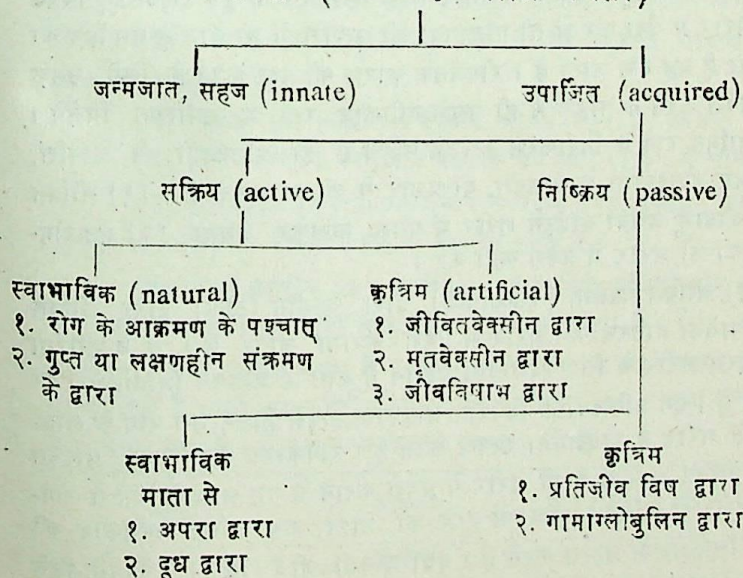 जन्मजात, सहज (innate) उपार्जित (acquired)
सक्रिय (active) निष्क्रिय (passive)
स्वाभाविक (natural) कृत्रिम (artificial)
१. रोग के आक्रमण के पश्चात् १. जीवितवेक्सीन द्वारा
२. गुप्त या लक्षणहीन संक्रमण २. मृतवेक्सीन द्वारा
के द्वारा ३. जीवविषाभ द्वारा
स्वाभाविक कृत्रिम
माता से १. प्रतिजीव विष द्वारा
१. अपरा द्वारा २. गामाग्लोबुलिन द्वारा
२. दूध द्वारा